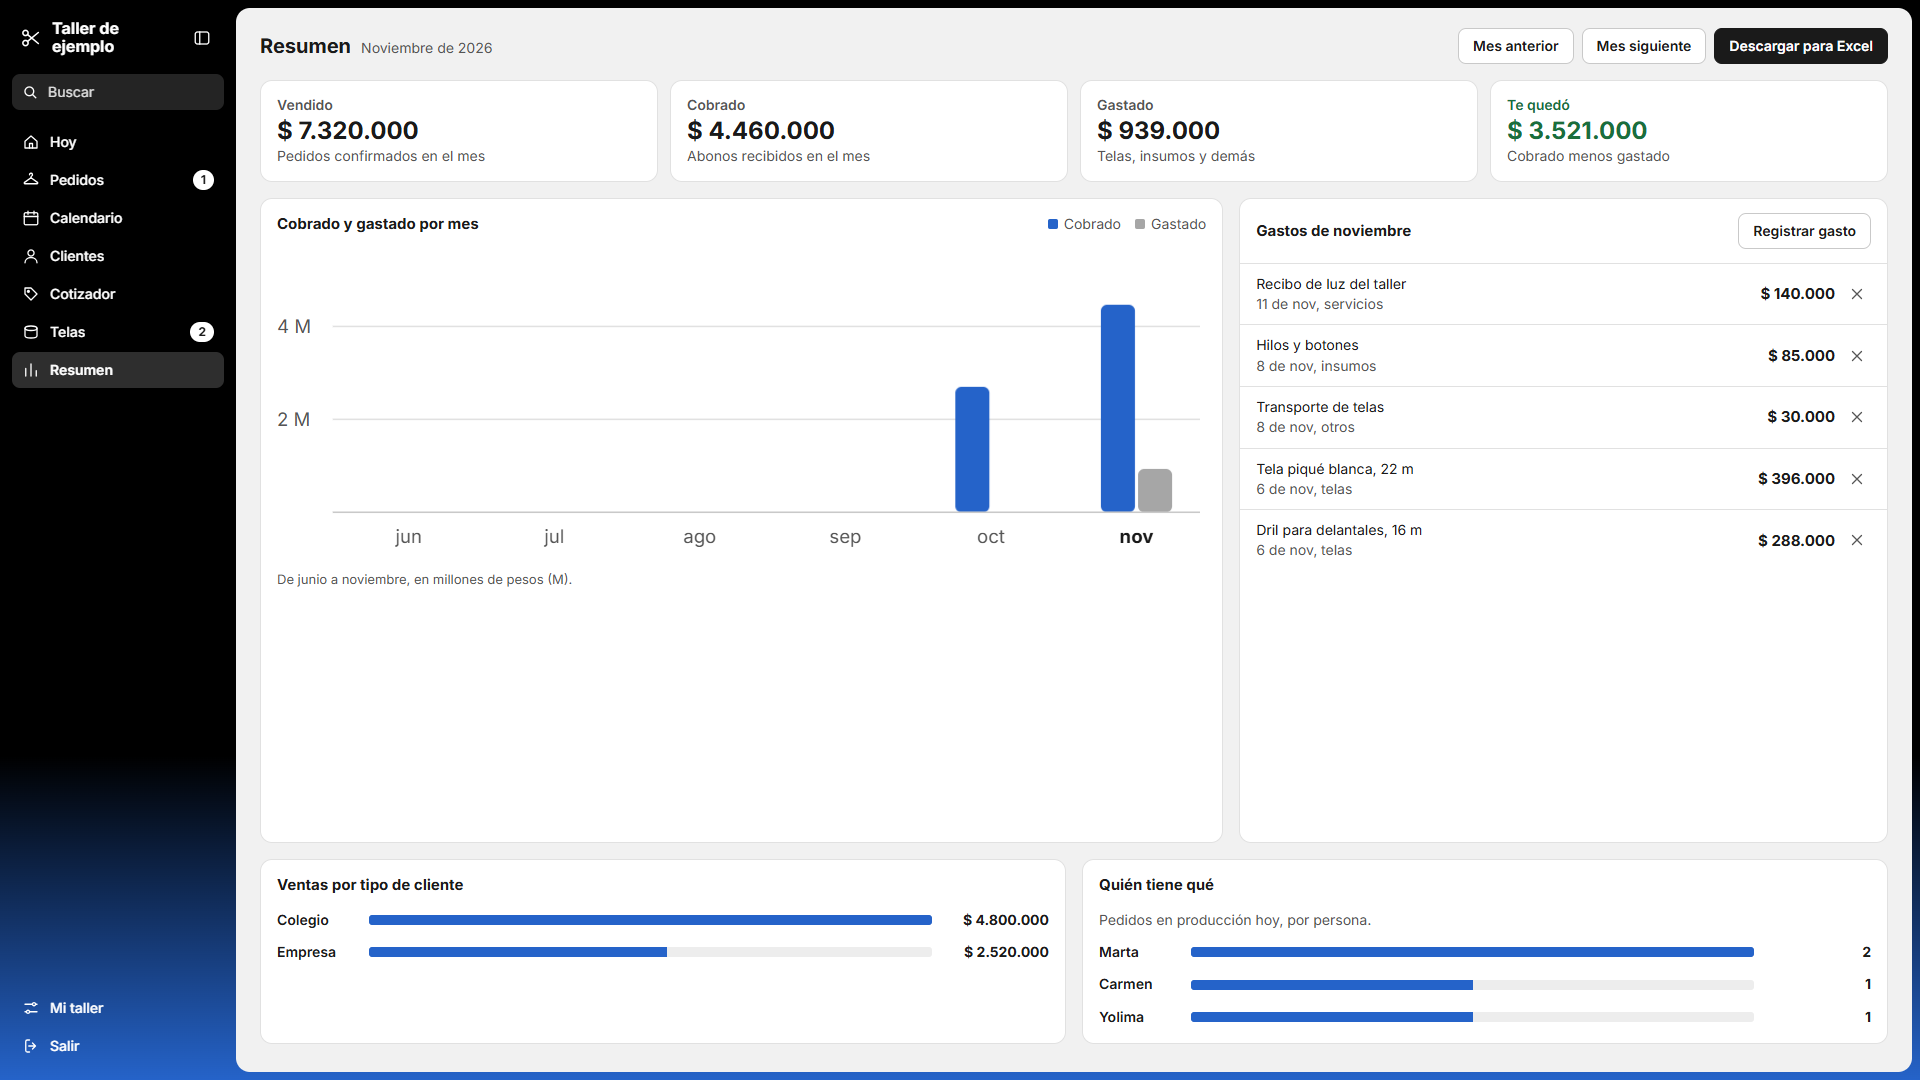 Taller de
ejemplo
Buscar
Hoy
Pedidos 1
Calendario
Clientes
Cotizador
Telas 2
Resumen
Mi taller
Salir
Resumen Noviembre de 2026
Mes anterior Mes siguiente Descargar para Excel
Vendido
$ 7.320.000
Pedidos confirmados en el mes
Cobrado
$ 4.460.000
Abonos recibidos en el mes
Gastado
$ 939.000
Telas, insumos y demás
Te quedó
$ 3.521.000
Cobrado menos gastado
Cobrado y gastado por mes
Cobrado Gastado
4 M
2 M
jun jul ago sep oct nov
De junio a noviembre, en millones de pesos (M).
Gastos de noviembre Registrar gasto
Recibo de luz del taller
11 de nov, servicios
$ 140.000
Hilos y botones
8 de nov, insumos
$ 85.000
Transporte de telas
8 de nov, otros
$ 30.000
Tela piqué blanca, 22 m
6 de nov, telas
$ 396.000
Dril para delantales, 16 m
6 de nov, telas
$ 288.000
Ventas por tipo de cliente
Colegio $ 4.800.000
Empresa $ 2.520.000
Quién tiene qué
Pedidos en producción hoy, por persona.
Marta 2
Carmen 1
Yolima 1